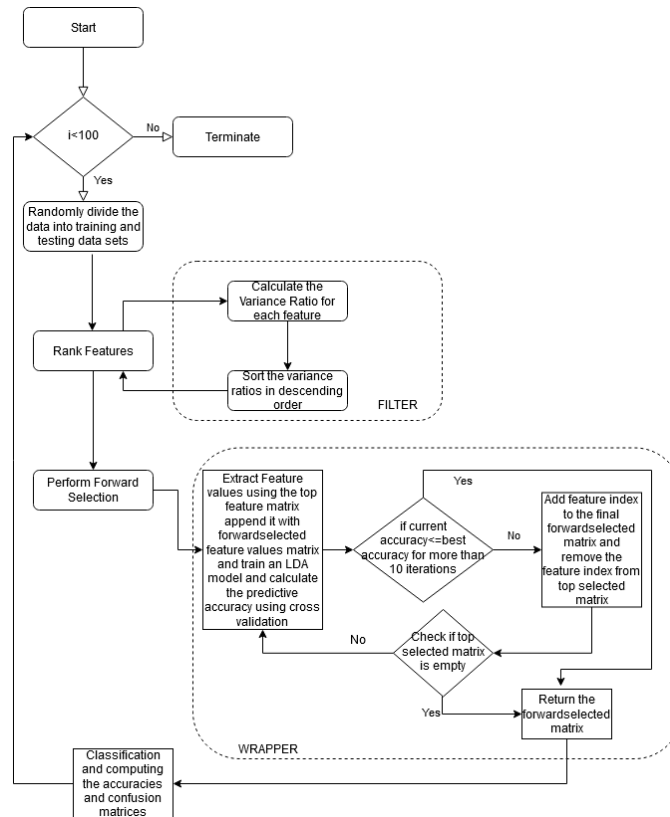 Start
i<100
No
Terminate
Yes
Randomly divide the
data into training and
testing data sets
Calculate the
Variance Ratio for
each feature
Rank Features
Sort the variance
ratios in descending
order
FILTER
Perform Forward
Selection
Extract Feature
values using the top
feature matrix
append it with
forwardselected
feature values matrix
and train an LDA
model and calculate
the predictive
accuracy using cross
validation
Yes
if current
accuracy<=best
accuracy for more than
10 iterations
No
Add feature index
to the final
forwardselected
matrix and
remove the
feature index from
top selected
matrix
No
Check if top
selected matrix
is empty
Yes
Return the
forwardselected
matrix
WRAPPER
Classification
and computing
the accuracies
and confusion
matrices